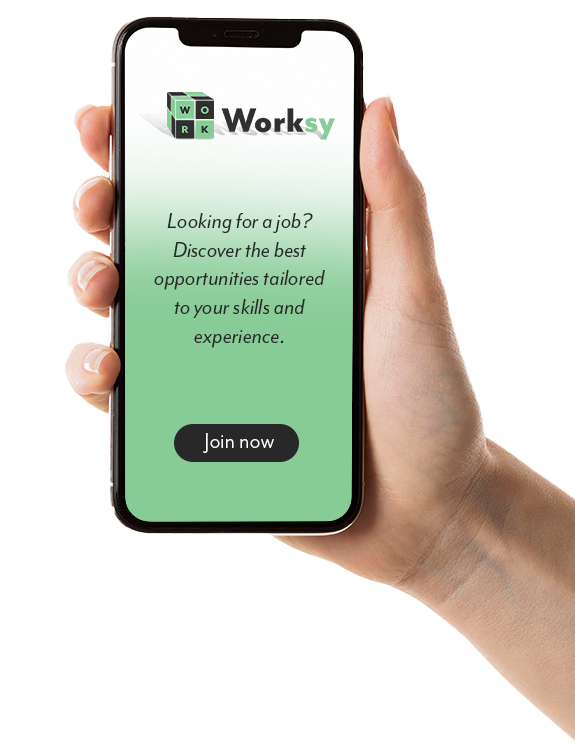 W O
R K
Worksy
Looking for a job?
Discover the best
opportunities tailored
to your skills and
experience.
Join now